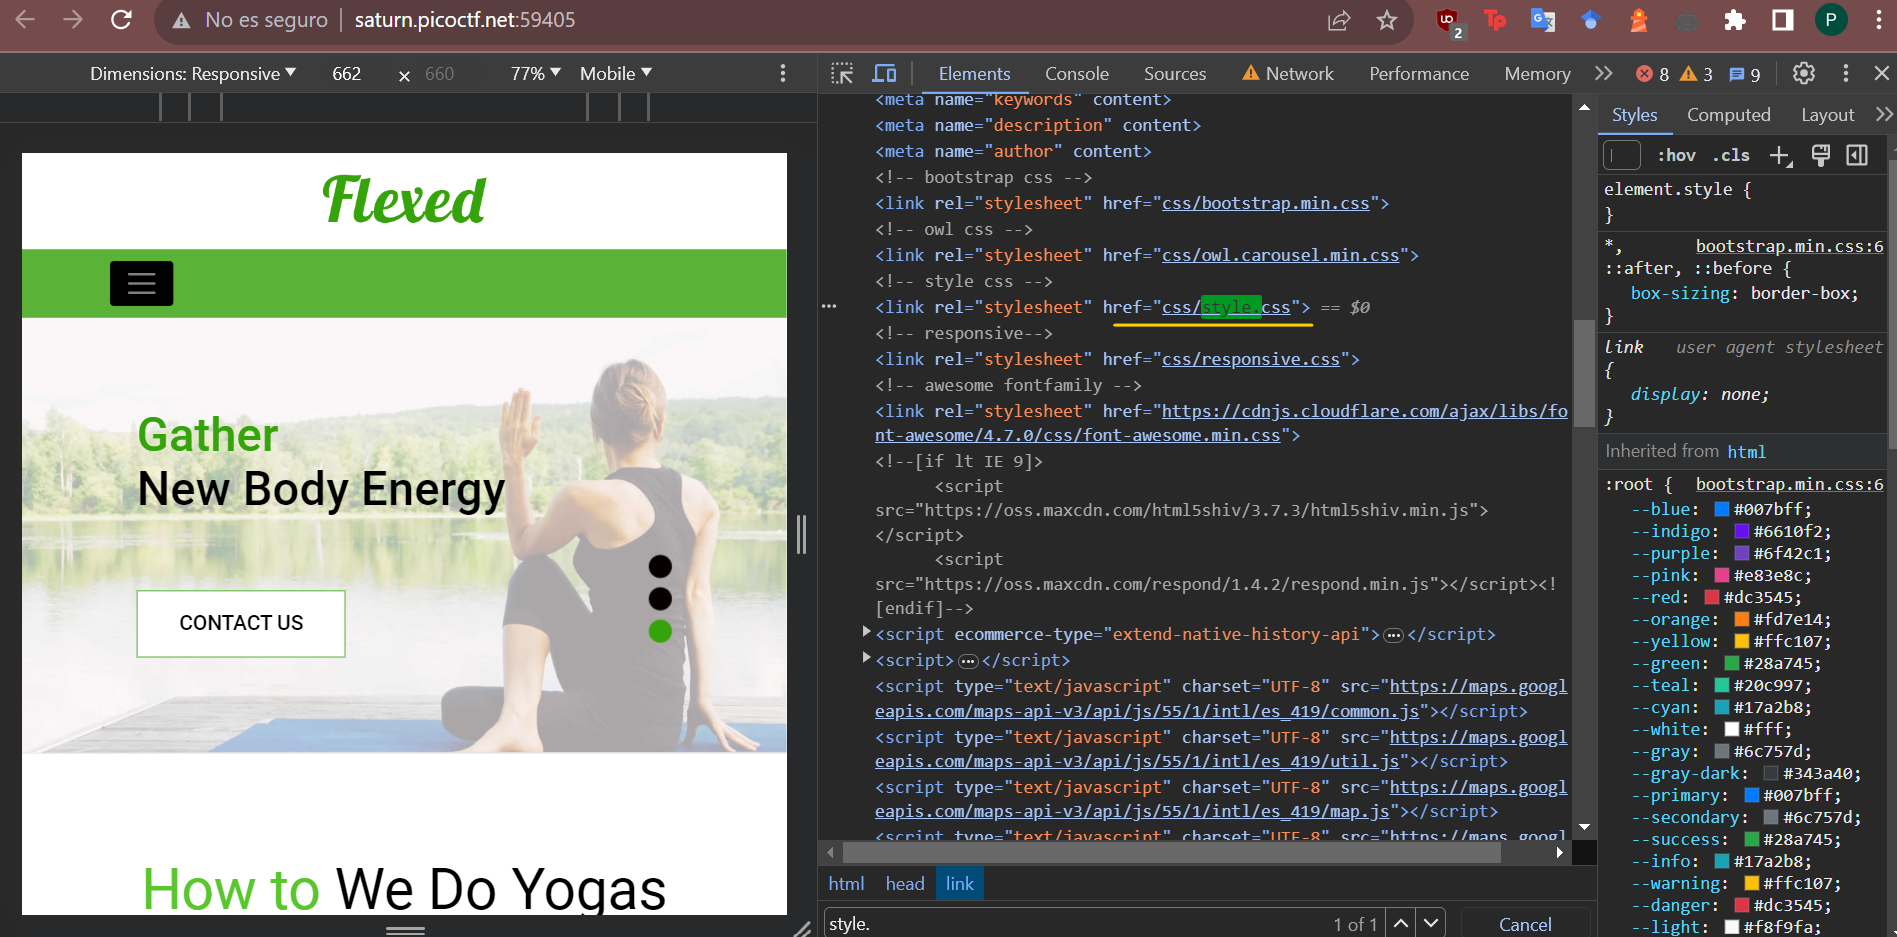 No es seguro saturn.picoctf.net:59405
2
P
Dimensions: Responsive 662 × 660 77% Mobile
Elements Console Sources Network Performance Memory 8 3 9
Flexed
Gather
New Body Energy
CONTACT US
How to We Do Yogas
<meta name="keywords" content>
<meta name="description" content>
<meta name="author" content>
<!-- bootstrap css -->
<link rel="stylesheet" href="css/bootstrap.min.css">
<!-- owl css -->
<link rel="stylesheet" href="css/owl.carousel.min.css">
<!-- style css -->
<link rel="stylesheet" href="css/style.css"> == $0
<!-- responsive-->
<link rel="stylesheet" href="css/responsive.css">
<!-- awesome fontfamily -->
<link rel="stylesheet" href="https://cdnjs.cloudflare.com/ajax/libs/fo
nt-awesome/4.7.0/css/font-awesome.min.css">
<!--[if lt IE 9]>
<script
src="https://oss.maxcdn.com/html5shiv/3.7.3/html5shiv.min.js">
</script>
<script
src="https://oss.maxcdn.com/respond/1.4.2/respond.min.js"></script><!
[endif]-->
<script ecommerce-type="extend-native-history-api">…</script>
<script>…</script>
<script type="text/javascript" charset="UTF-8" src="https://maps.googl
eapis.com/maps-api-v3/api/js/55/1/intl/es_419/common.js"></script>
<script type="text/javascript" charset="UTF-8" src="https://maps.googl
eapis.com/maps-api-v3/api/js/55/1/intl/es_419/util.js"></script>
<script type="text/javascript" charset="UTF-8" src="https://maps.googl
eapis.com/maps-api-v3/api/js/55/1/intl/es_419/map.js"></script>
<script type="text/javascript" charset="UTF-8" src="https://maps.googl
html head link
style. 1 of 1 Cancel
Styles Computed Layout
:hov .cls
element.style {
}
*, bootstrap.min.css:6
::after, ::before {
box-sizing: border-box;
}
link user agent stylesheet
{
display: none;
}
Inherited from html
:root { bootstrap.min.css:6
--blue: #007bff;
--indigo: #6610f2;
--purple: #6f42c1;
--pink: #e83e8c;
--red: #dc3545;
--orange: #fd7e14;
--yellow: #ffc107;
--green: #28a745;
--teal: #20c997;
--cyan: #17a2b8;
--white: #fff;
--gray: #6c757d;
--gray-dark: #343a40;
--primary: #007bff;
--secondary: #6c757d;
--success: #28a745;
--info: #17a2b8;
--warning: #ffc107;
--danger: #dc3545;
--light: #f8f9fa;